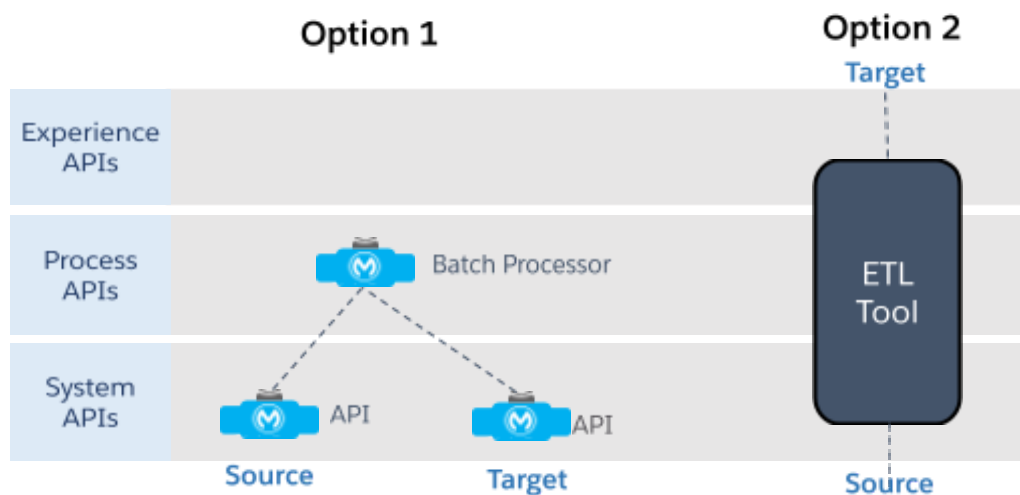 Option 1
Option 2
Target
Experience
APIs
Process
APIs
Batch Processor
ETL
Tool
System
APIs
API
API
Source
Target
Source